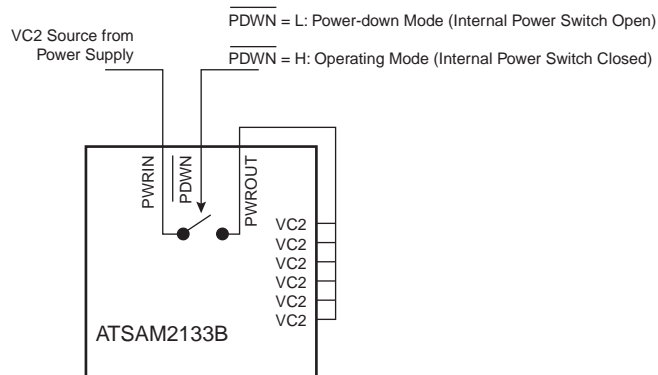 PDWN = L: Power-down Mode (Internal Power Switch Open)
VC2 Source from
Power Supply
PDWN = H: Operating Mode (Internal Power Switch Closed)
PWRIN
PDWN
PWROUT
VC2
VC2
VC2
VC2
VC2
VC2
ATSAM2133B